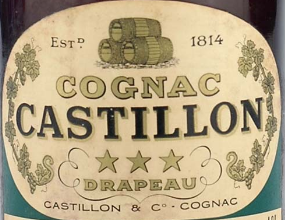 ESTD. 1814
COGNAC
CASTILLON
DRAPEAU
CASTILLON & Co - COGNAC